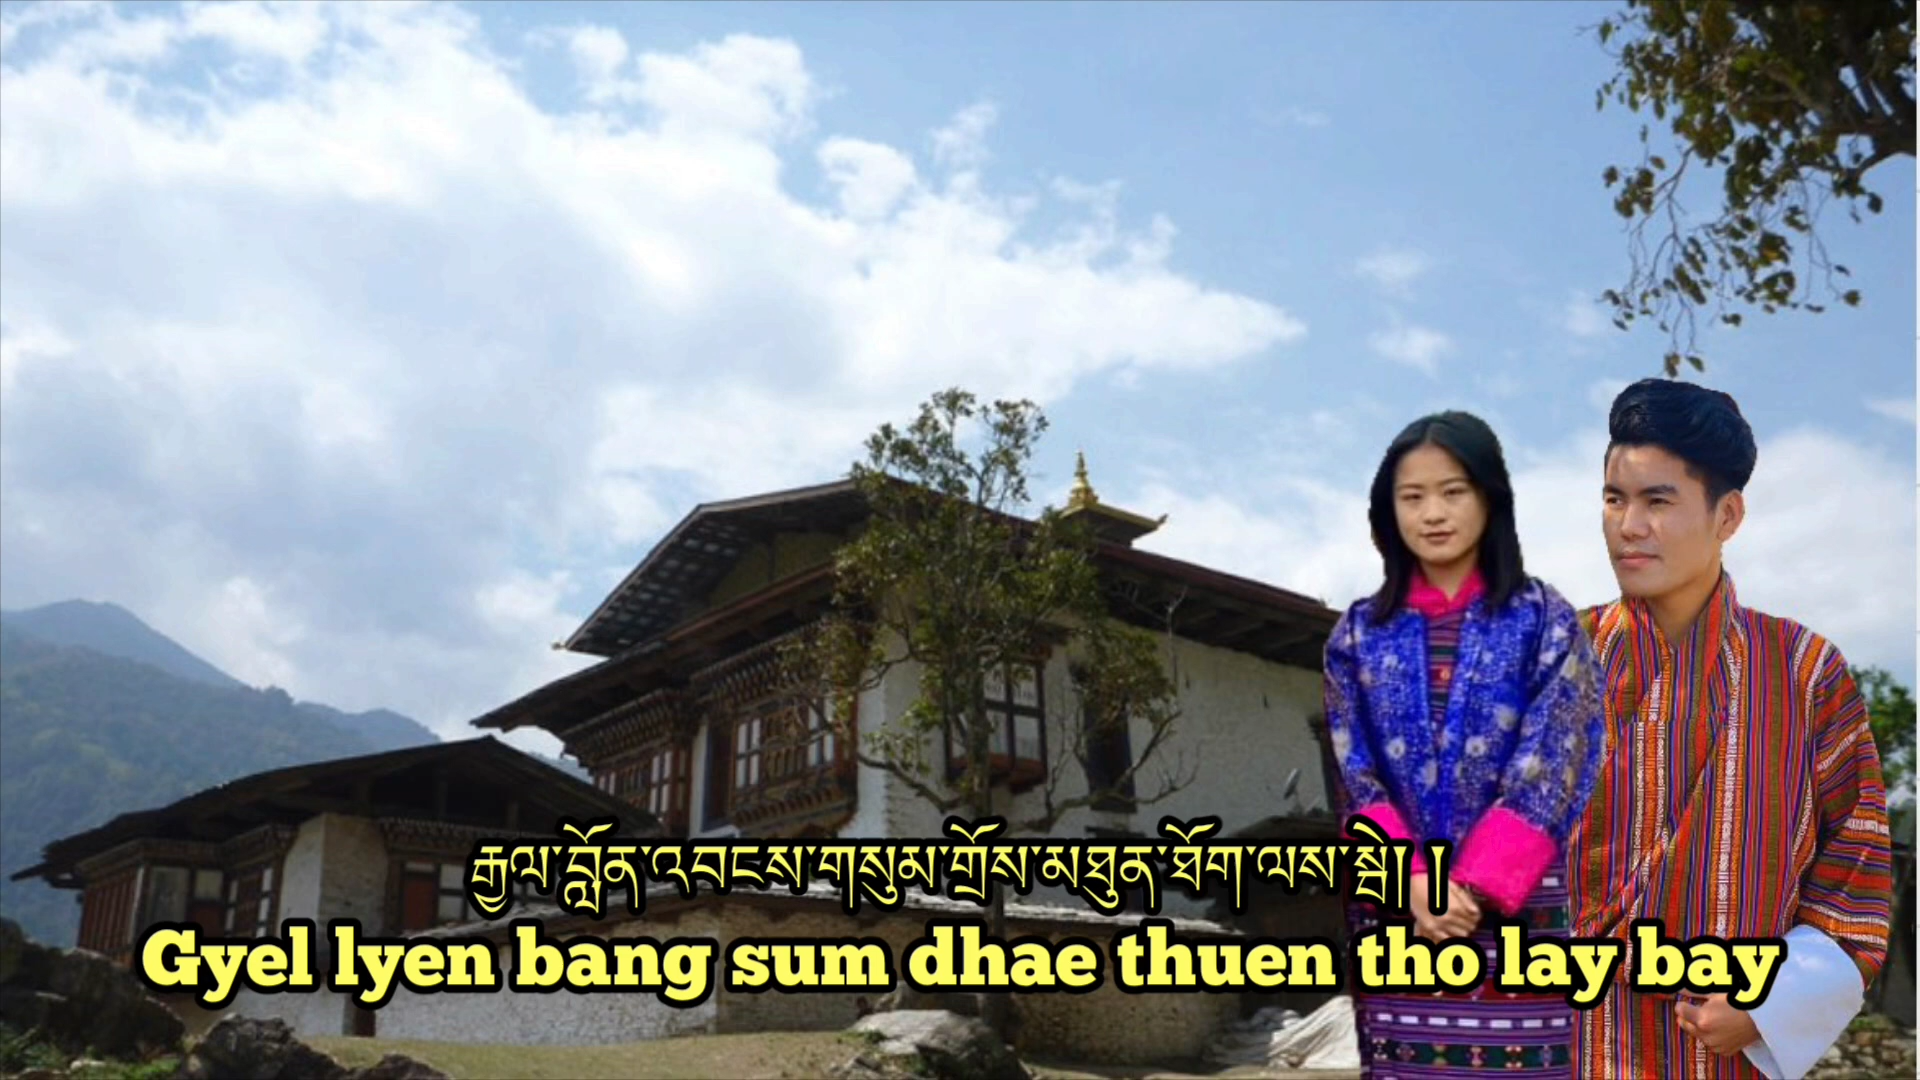 རྒྱལ་བློན་འབངས་གསུམ་གྲོས་མཐུན་ཐོག་ལས་སྦེ། །
Gyel lyen bang sum dhae thuen tho lay bay